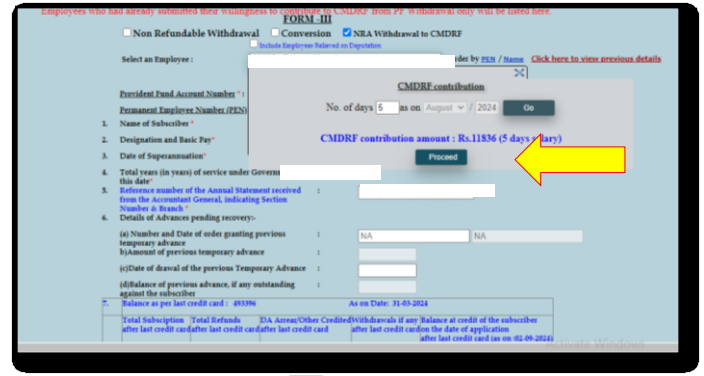 Employees who had already submitted their willingness to contribute to CMDRF from PF Withdrawal only will be listed here.
FORM -III
Non Refundable Withdrawal Conversion NRA Withdrawal to CMDRF
Include Employees Relieved on Deputation
Select an Employee :
rder by PEN / Name Click here to view previous details
CMDRF contribution
Provident Fund Account Number * :
No. of days 5 as on August / 2024 Go
Permanent Employee Number (PEN)
1. Name of Subscriber *
2. Designation and Basic Pay*
CMDRF contribution amount : Rs.11836 (5 days salary)
3. Date of Superannuation*
Proceed
4. Total years (in years) of service under Governm
this date*
5. Reference number of the Annual Statement received :
from the Accountant General, indicating Section
Number & Branch *
6. Details of Advances pending recovery:-
(a) Number and Date of order granting previous : NA NA
temporary advance
b)Amount of previous temporary advance :
(c)Date of drawal of the previous Temporary Advance :
(d)Balance of previous advance, if any outstanding :
against the subscriber
7. Balance as per last credit card : 493396 As on Date: 31-03-2024
Total Subsciption Total Refunds DA Arrear/Other Credited Withdrawals if any Balance at credit of the subscriber
after last credit card after last credit card after last credit card after last credit card on the date of application
after last credit card (as on :02-09-2024)
Activate Windows